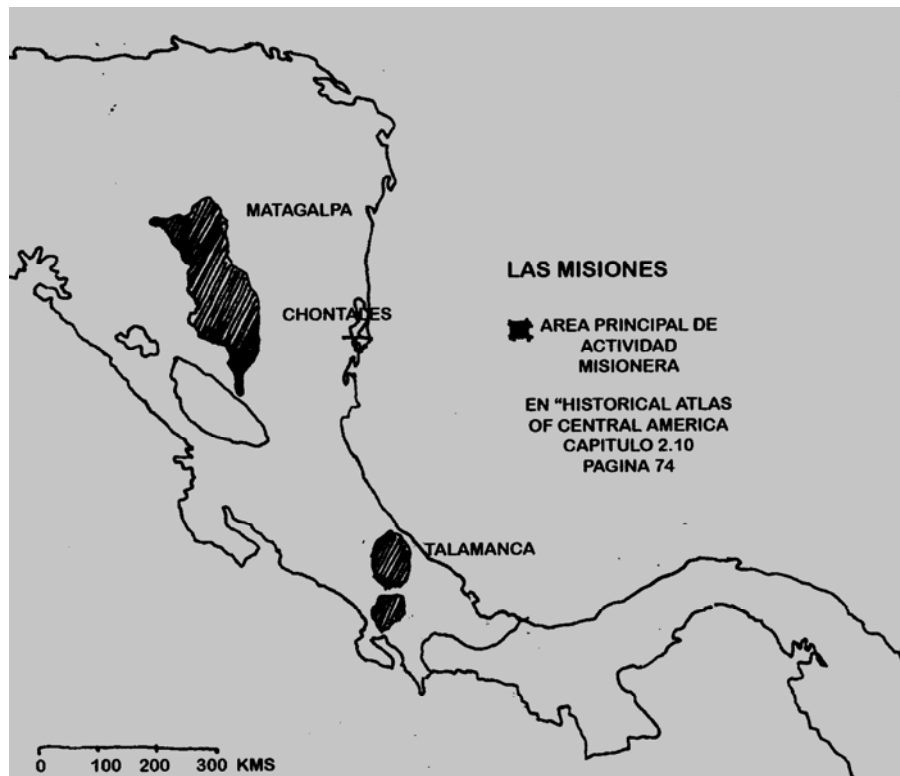 MATAGALPA
LAS MISIONES
CHONTALES
AREA PRINCIPAL DE
ACTIVIDAD
MISIONERA
EN “HISTORICAL ATLAS
OF CENTRAL AMERICA
CAPITULO 2.10
PAGINA 74
TALAMANCA
0 100 200 300 KMS